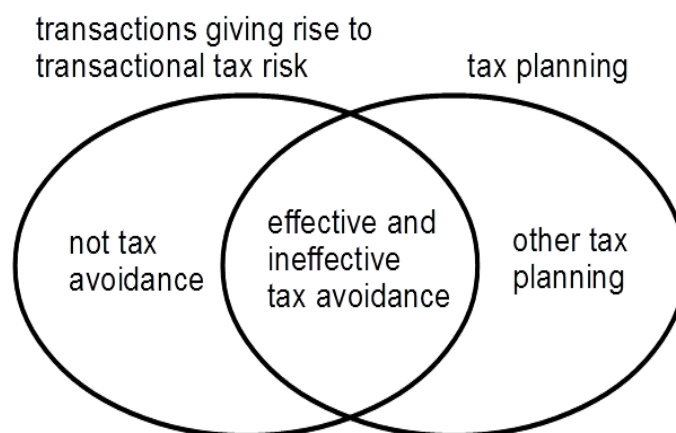 transactions giving rise to
transactional tax risk
tax planning
not tax
avoidance
effective and
ineffective
tax avoidance
other tax
planning